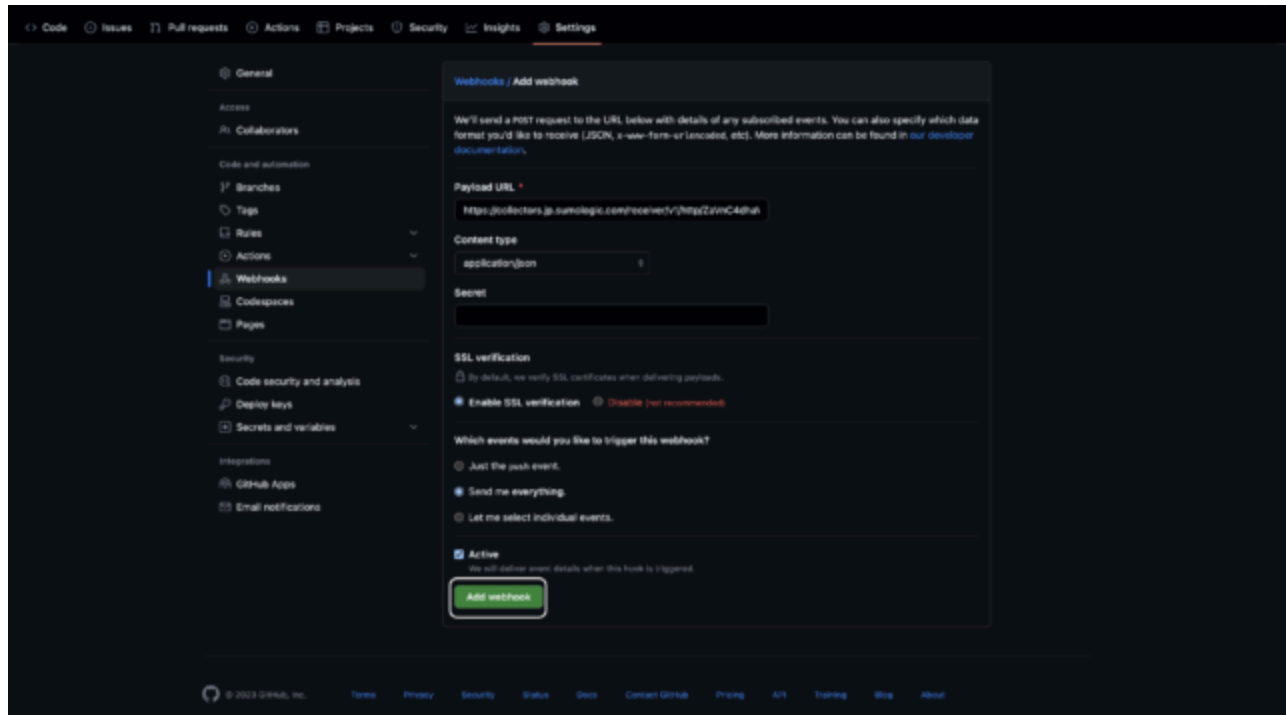 Code Issues Pull requests Actions Projects Security Insights Settings
General
Access
Collaborators
Code and automation
Branches
Tags
Rules
Actions
Webhooks
Codespaces
Pages
Security
Code security and analysis
Deploy keys
Secrets and variables
Integrations
GitHub Apps
Email notifications
Webhooks / Add webhook
We'll send a POST request to the URL below with details of any subscribed events. You can also specify which data
format you'd like to receive (JSON, x-www-form-urlencoded, etc). More information can be found in our developer
documentation.
Payload URL *
https://collectors.jp.sumologic.com/receiver/v1/http/
Content type
application/json
Secret
SSL verification
By default, we verify SSL certificates when delivering payloads.
Enable SSL verification Disable (not recommended)
Which events would you like to trigger this webhook?
Just the push event.
Send me everything.
Let me select individual events.
Active
We will deliver event details when this hook is triggered.
Add webhook
© 2023 GitHub, Inc. Terms Privacy Security Status Docs Contact GitHub Pricing API Training Blog About